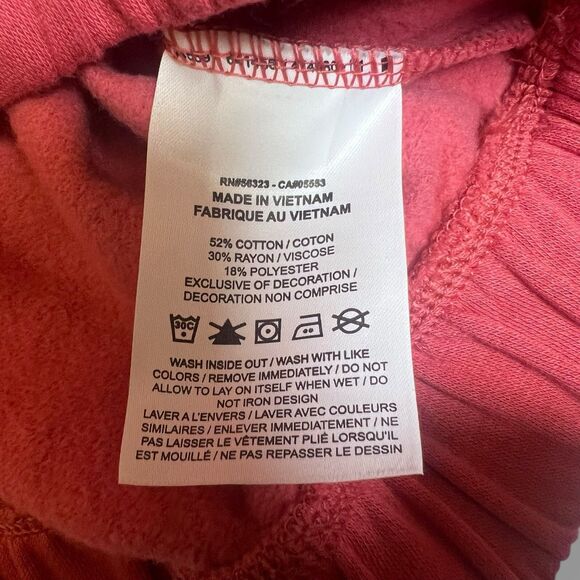 RN#56323 - CA#05553
MADE IN VIETNAM
FABRIQUE AU VIETNAM
52% COTTON / COTON
30% RAYON / VISCOSE
18% POLYESTER
EXCLUSIVE OF DECORATION /
DECORATION NON COMPRISE
30C
WASH INSIDE OUT / WASH WITH LIKE
COLORS / REMOVE IMMEDIATELY / DO NOT
ALLOW TO LAY ON ITSELF WHEN WET / DO
NOT IRON DESIGN
LAVER A L'ENVERS / LAVER AVEC COULEURS
SIMILAIRES / ENLEVER IMMEDIATEMENT / NE
PAS LAISSER LE VÊTEMENT PLIÉ LORSQU'IL
EST MOUILLÉ / NE PAS REPASSER LE DESSIN